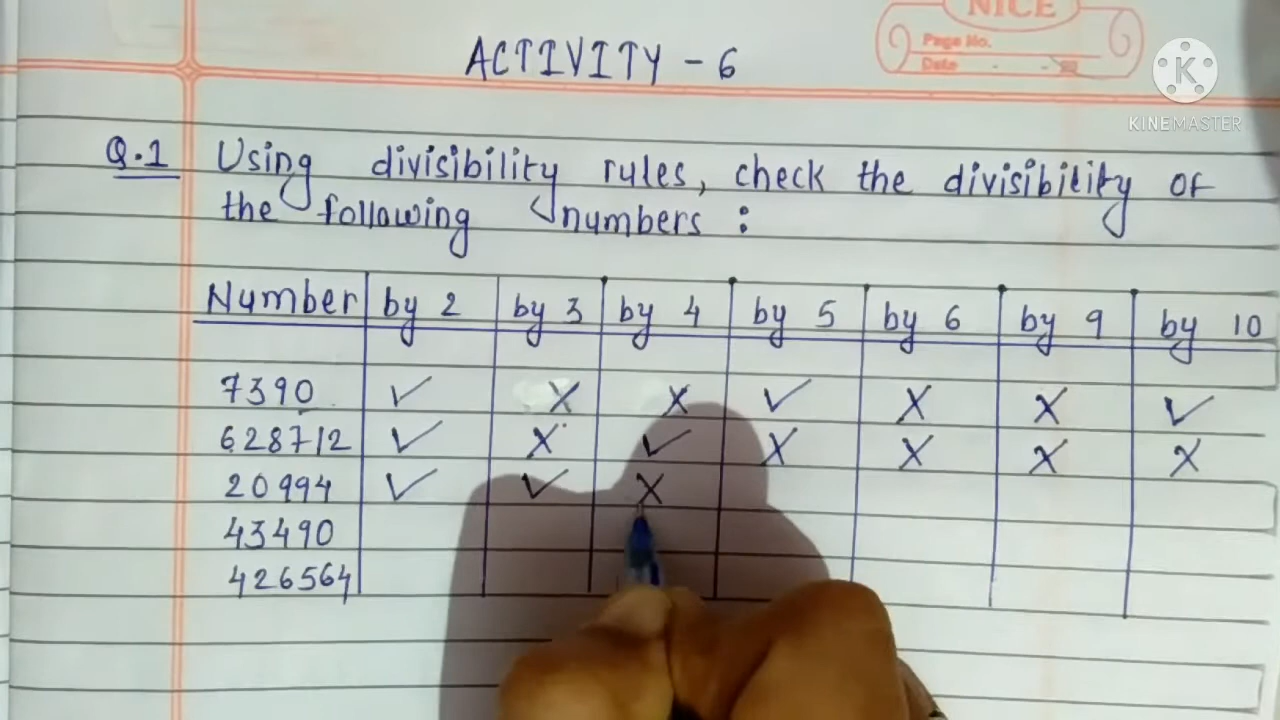 NICE
Page No.
Date
KINEMASTER
ACTIVITY - 6
Q.1 Using divisibility rules, check the divisibility of
the following numbers :
Number by 2 by 3 by 4 by 5 by 6 by 9 by 10
7390 ✓ X X ✓ X X ✓
628712 ✓ X ✓ X X X X
20994 ✓ ✓ X
43490
426564